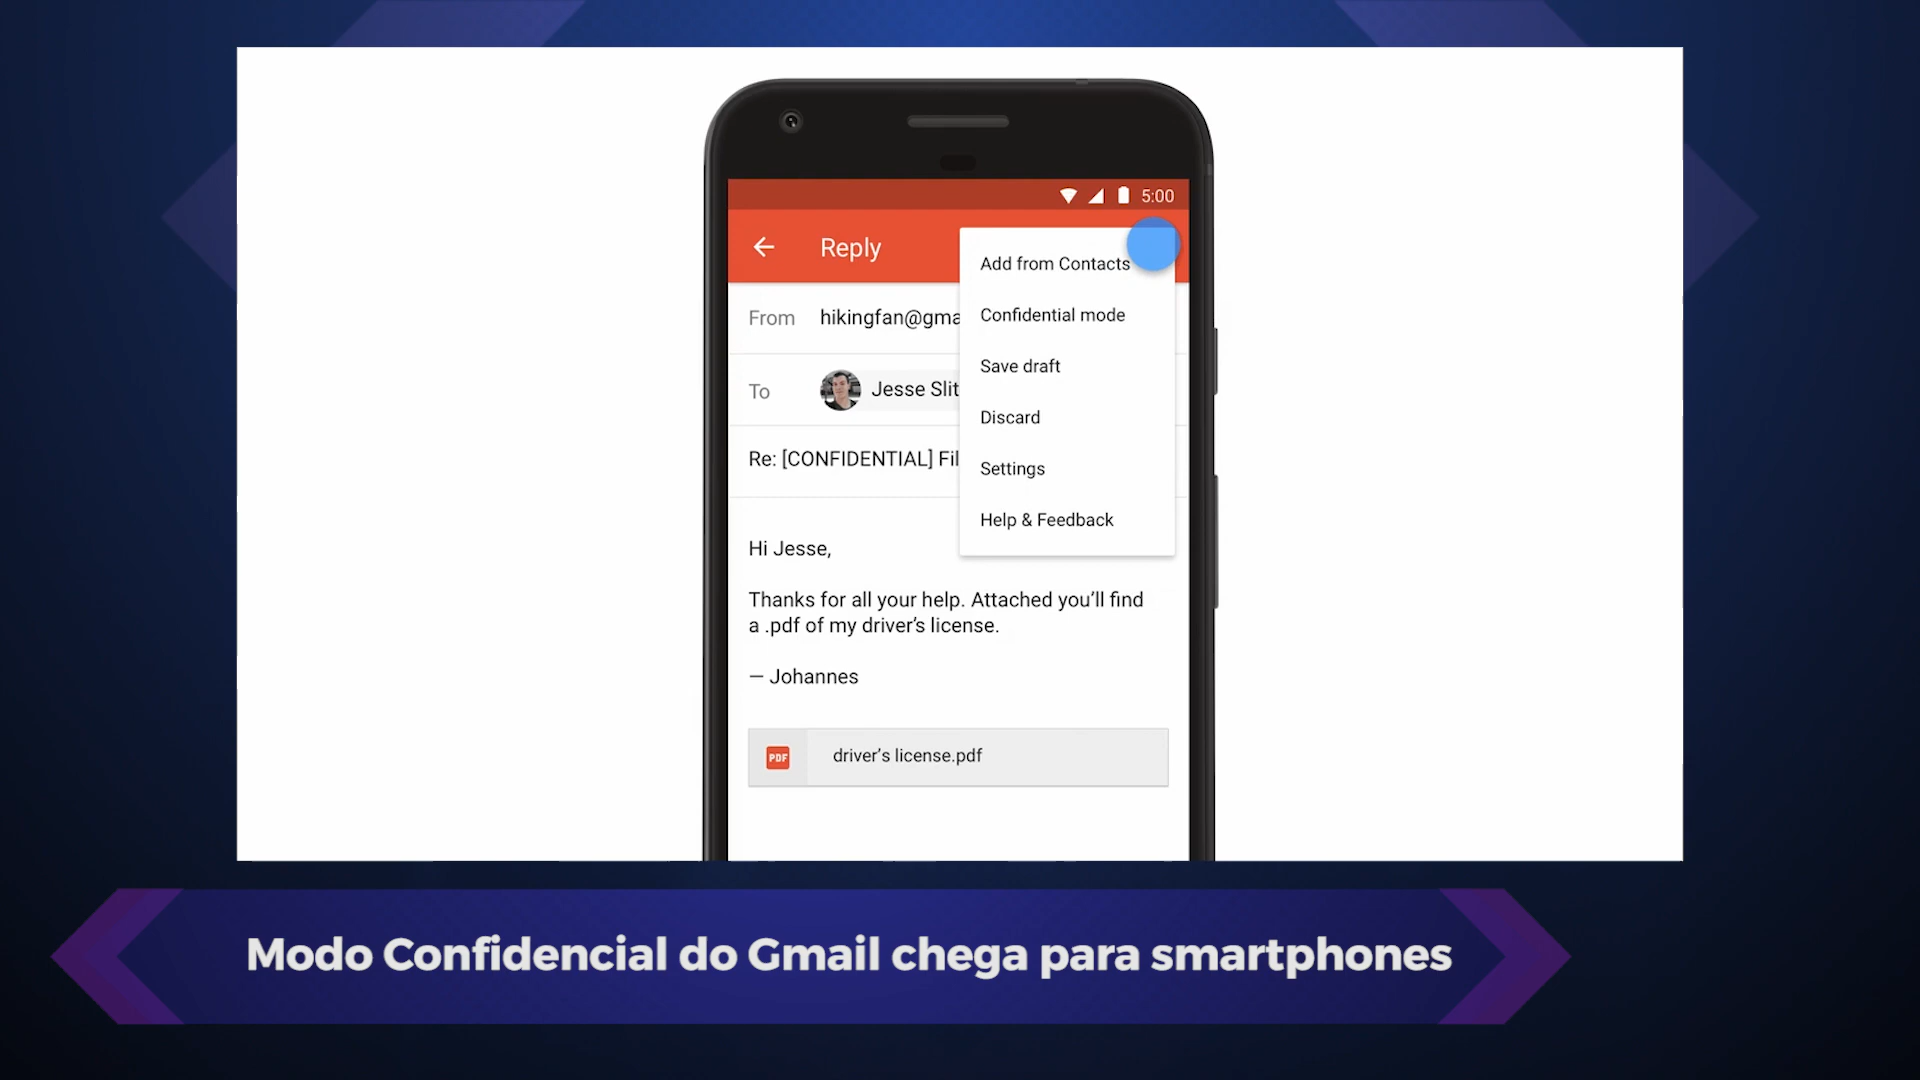 5:00
Reply
Add from Contacts
Confidential mode
Save draft
Discard
Settings
Help & Feedback
From hikingfan@gma
To Jesse Slit
Re: [CONFIDENTIAL] Fil
Hi Jesse,
Thanks for all your help. Attached you’ll find
a .pdf of my driver’s license.
— Johannes
PDF driver’s license.pdf
Modo Confidencial do Gmail chega para smartphones